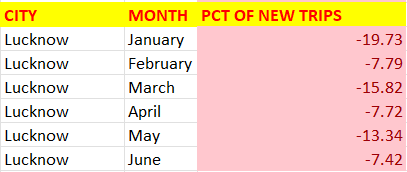 CITY MONTH PCT OF NEW TRIPS
Lucknow January -19.73
Lucknow February -7.79
Lucknow March -15.82
Lucknow April -7.72
Lucknow May -13.34
Lucknow June -7.42